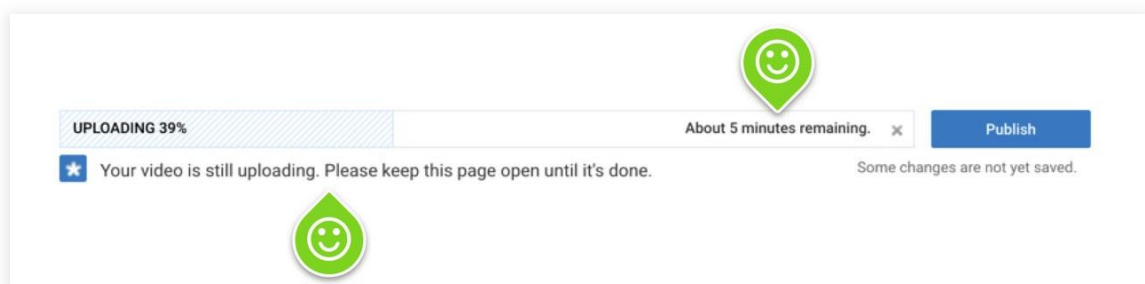 UPLOADING 39%
About 5 minutes remaining.
Publish
Your video is still uploading. Please keep this page open until it's done.
Some changes are not yet saved.